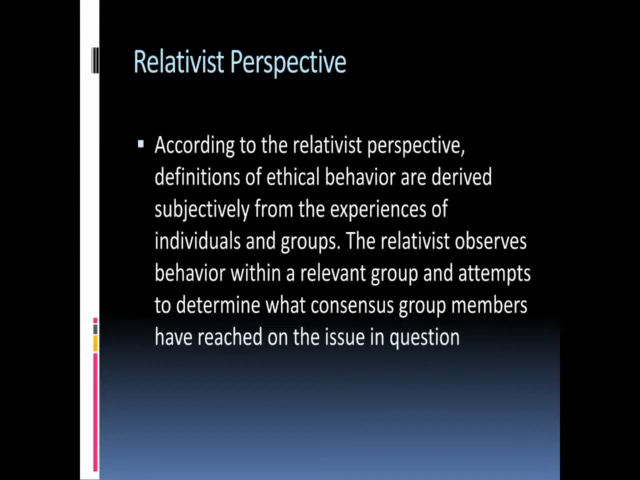 Relativist Perspective
According to the relativist perspective,
definitions of ethical behavior are derived
subjectively from the experiences of
individuals and groups. The relativist observes
behavior within a relevant group and attempts
to determine what consensus group members
have reached on the issue in question